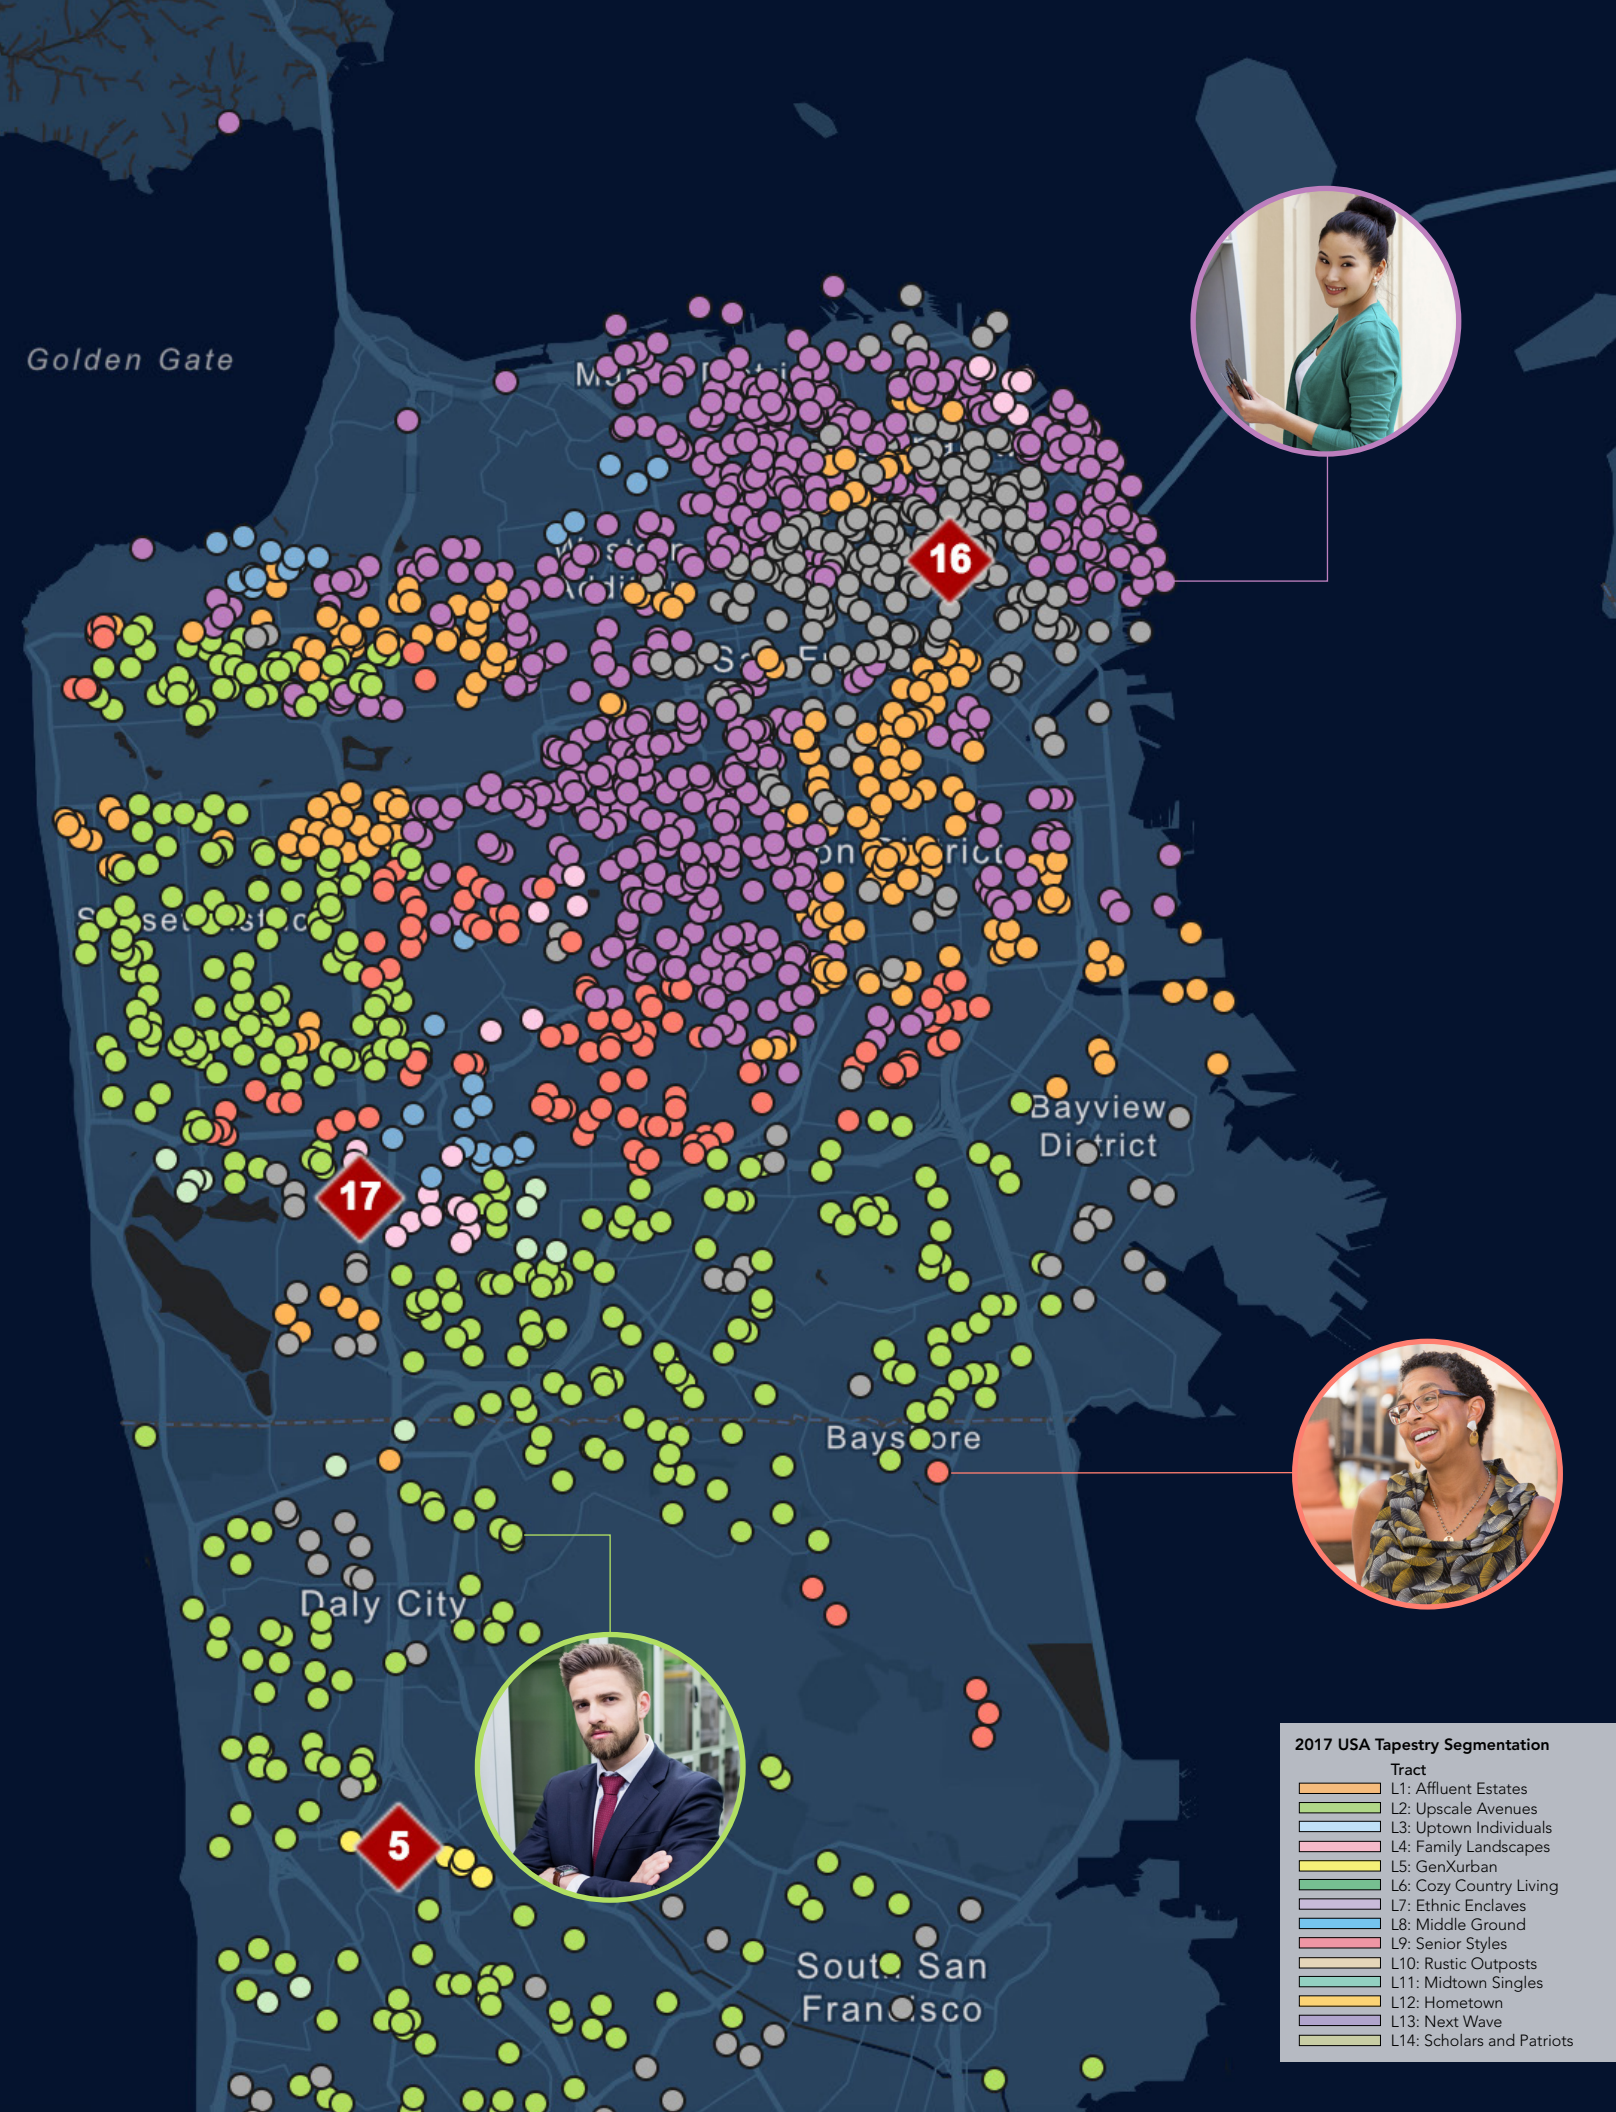 Golden Gate
16
Bayview
District
17
Bayshore
Daly City
5
South San
Francisco
2017 USA Tapestry Segmentation
Tract
L1: Affluent Estates
L2: Upscale Avenues
L3: Uptown Individuals
L4: Family Landscapes
L5: GenXurban
L6: Cozy Country Living
L7: Ethnic Enclaves
L8: Middle Ground
L9: Senior Styles
L10: Rustic Outposts
L11: Midtown Singles
L12: Hometown
L13: Next Wave
L14: Scholars and Patriots